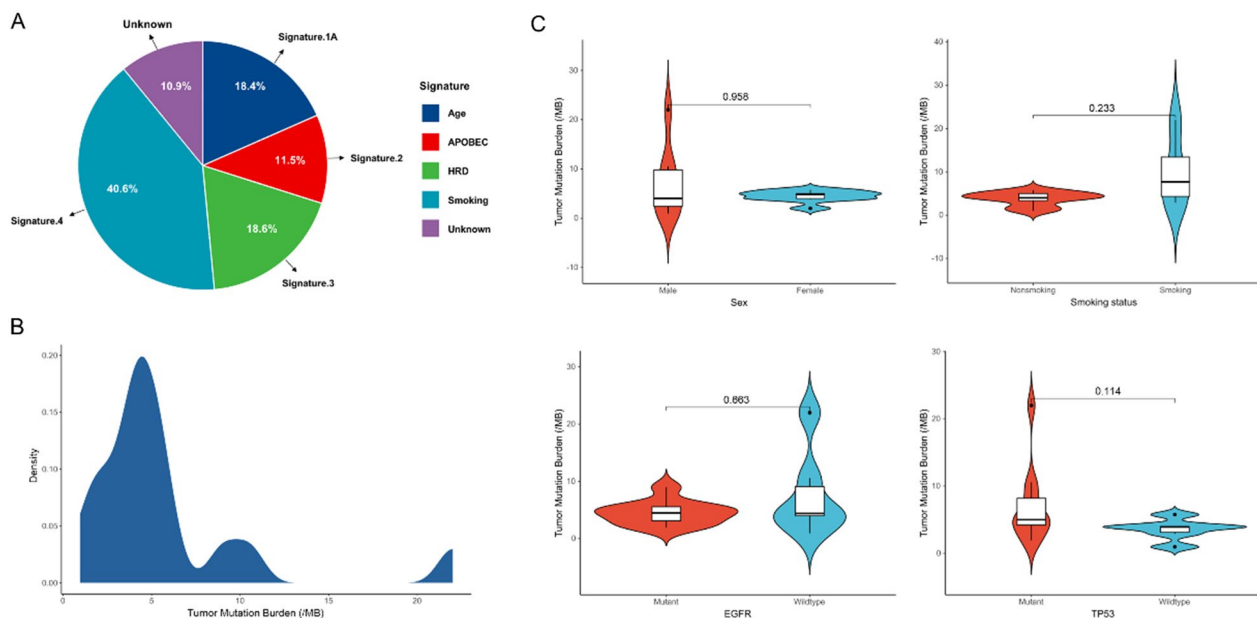 A
Unknown
Signature.1A
10.9%
18.4%
11.5%
Signature.2
40.6%
Signature.4
18.6%
Signature.3
Signature
Age
APOBEC
HRD
Smoking
Unknown
B
0.20
0.15
0.10
0.05
0.00
Density
0
5
10
15
20
Tumor Mutation Burden (/MB)
C
30
20
10
0
-10
Tumor Mutation Burden (/MB)
0.958
Male
Female
Sex
40
30
20
10
0
-10
Tumor Mutation Burden (/MB)
0.233
Nonsmoking
Smoking
Smoking status
30
20
10
0
Tumor Mutation Burden (/MB)
0.663
Mutant
Wildtype
EGFR
30
20
10
0
Tumor Mutation Burden (/MB)
0.114
Mutant
Wildtype
TP53